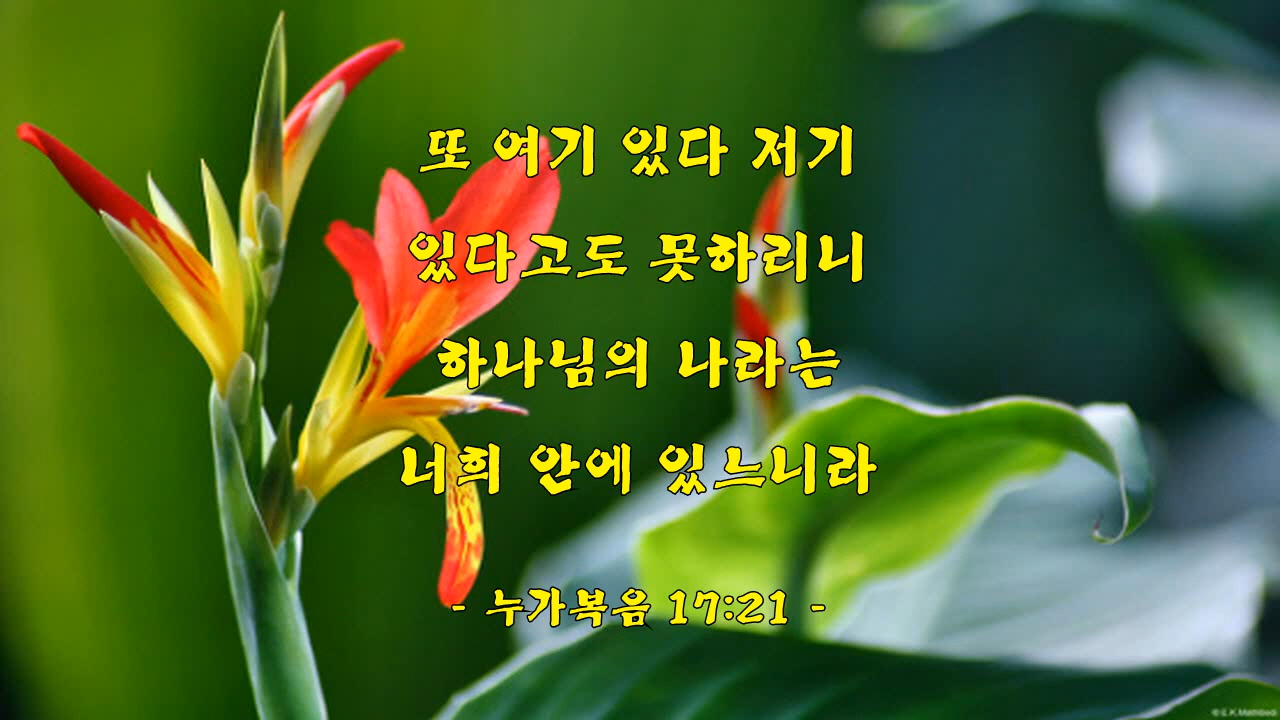 또 여기 있다 저기
있다고도 못하리니
하나님의 나라는
너희 안에 있느니라
- 누가복음 17:21 -